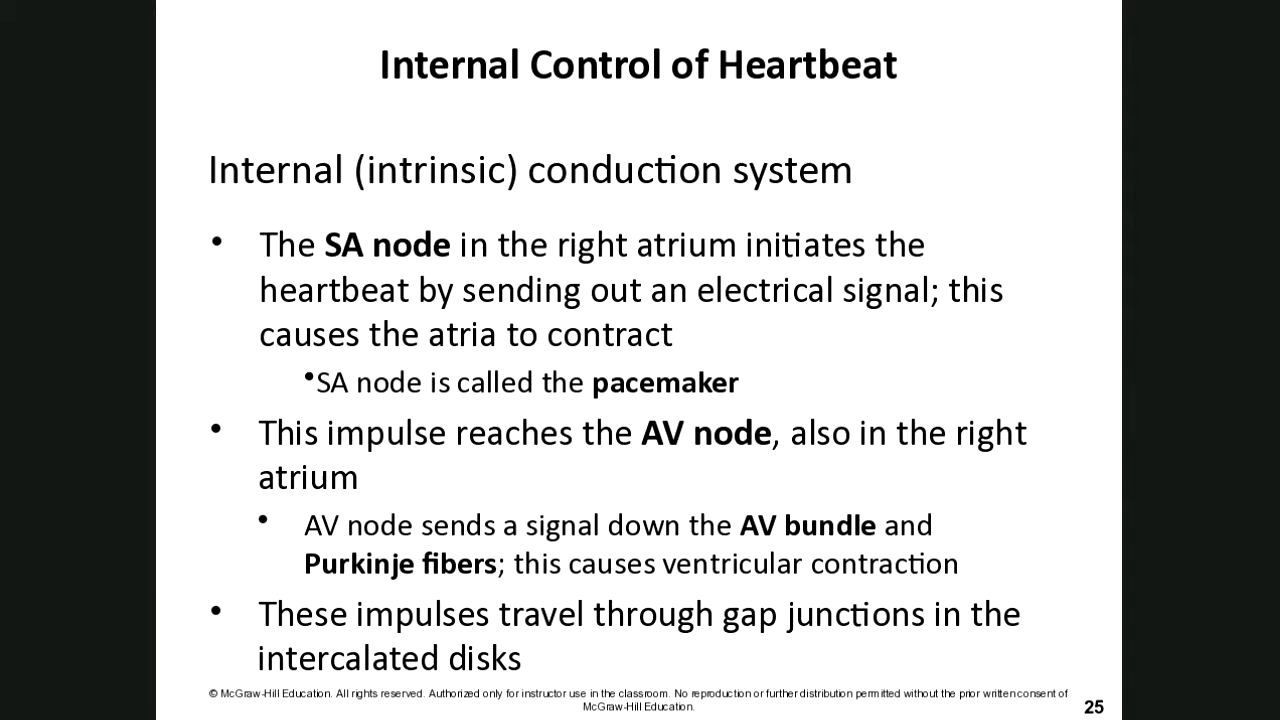 Internal Control of Heartbeat
Internal (intrinsic) conduction system
• The SA node in the right atrium initiates the
heartbeat by sending out an electrical signal; this
causes the atria to contract
•SA node is called the pacemaker
• This impulse reaches the AV node, also in the right
atrium
• AV node sends a signal down the AV bundle and
Purkinje fibers; this causes ventricular contraction
• These impulses travel through gap junctions in the
intercalated disks
© McGraw-Hill Education. All rights reserved. Authorized only for instructor use in the classroom. No reproduction or further distribution permitted without the prior written consent of
McGraw-Hill Education.
25